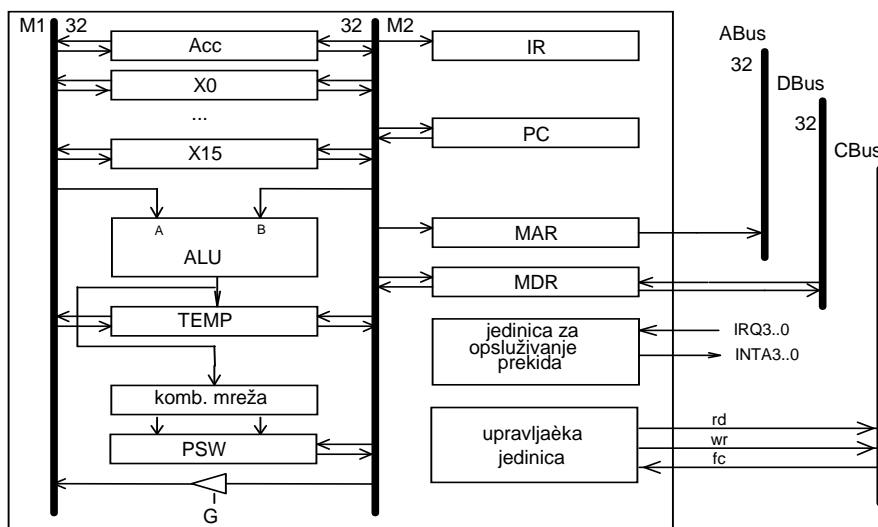 M1 32 32 M2
Acc
IR
X0
...
X15
PC
A B
ALU
MAR
MDR
TEMP
jedinica za
opsluživanje
prekida
IRQ3..0
INTA3..0
komb. mreža
PSW
upravljaèka
jedinica
rd
wr
fc
G
ABus
32
DBus
32
CBus